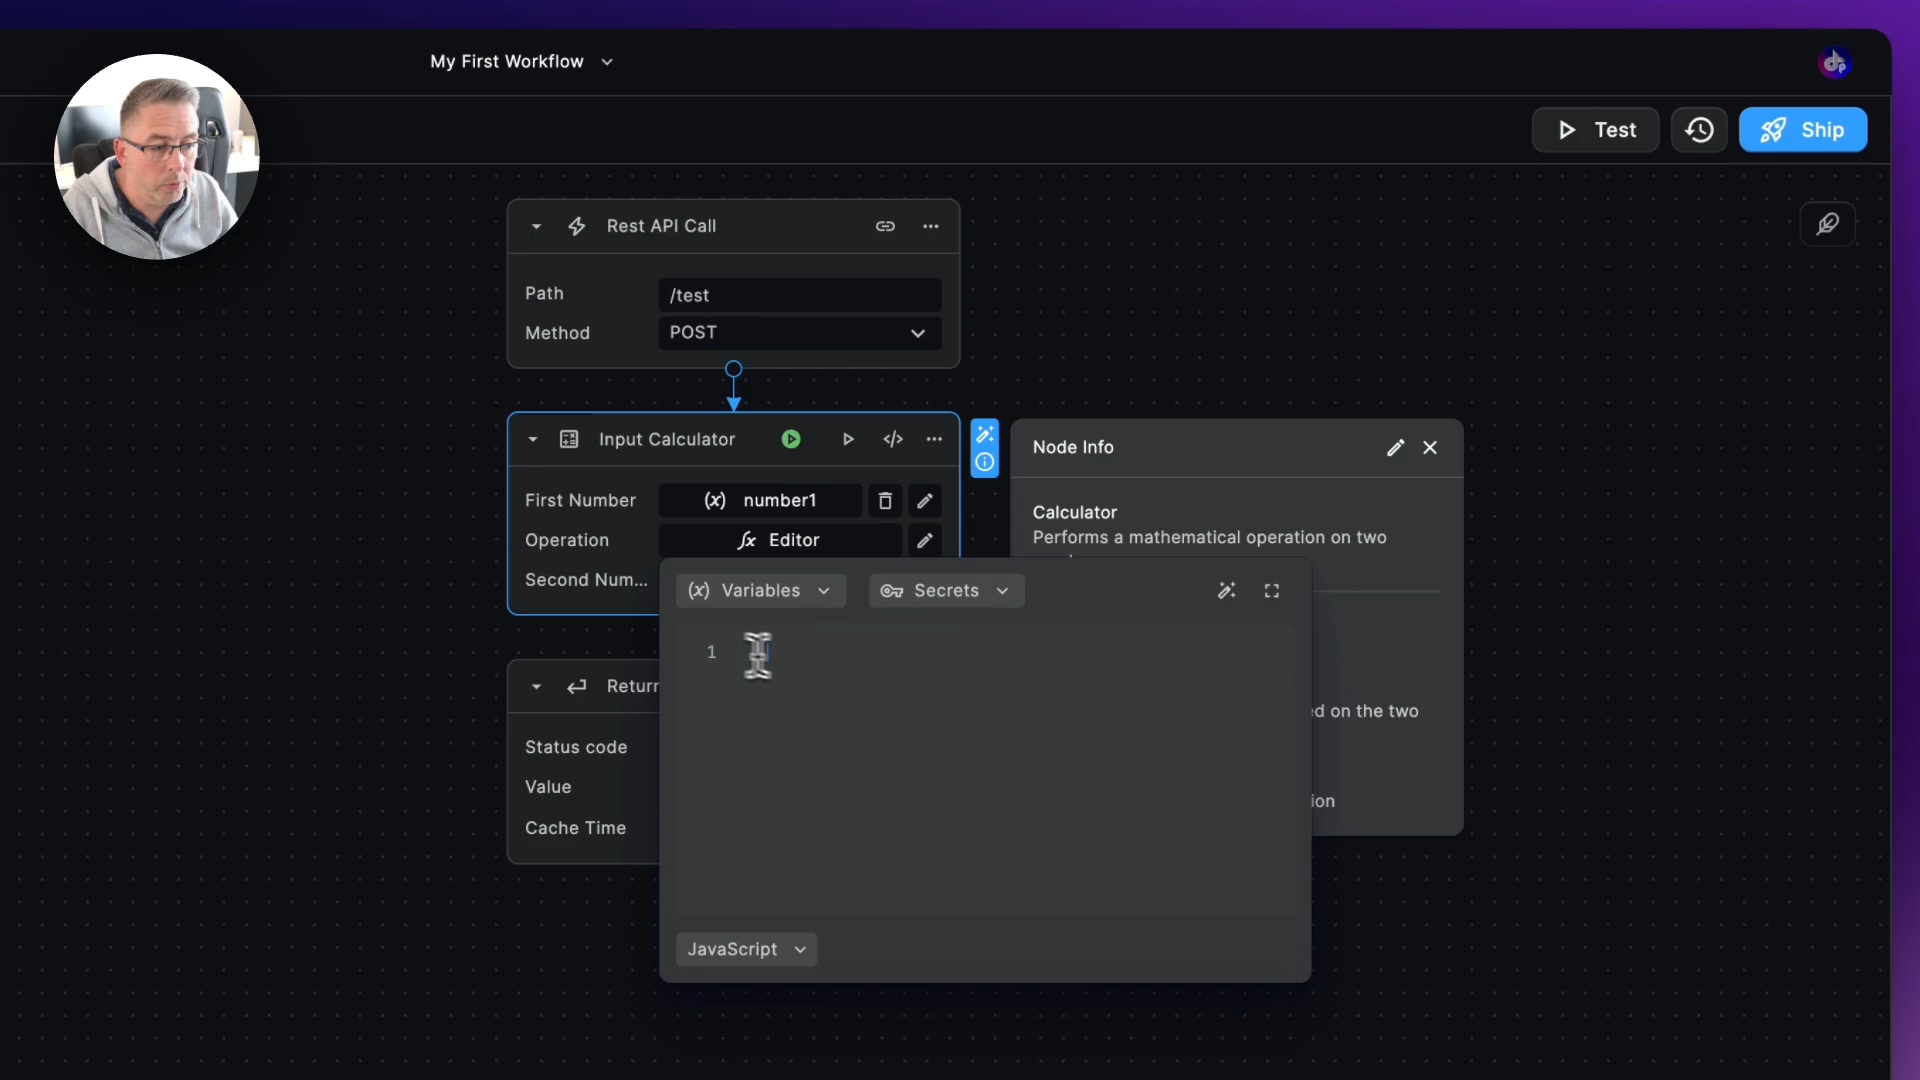 My First Workflow
Test
Ship
Rest API Call
Path
/test
Method
POST
Input Calculator
First Number
(x) number1
Operation
fx Editor
Second Num...
Node Info
Calculator
Performs a mathematical operation on two
(x) Variables
Secrets
1
on the two
Status code
Value
Cache Time
JavaScript